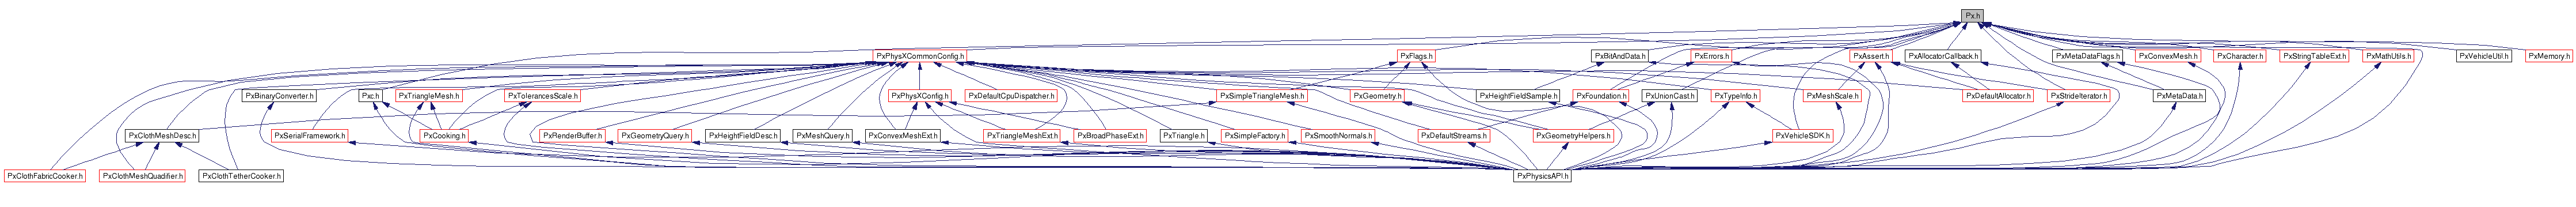 Px.h
PxPhysXCommonConfig.h
PxFlags.h
PxBitAndData.h
PxErrors.h
PxAssert.h
PxAllocatorCallback.h
PxMetaDataFlags.h
PxConvexMesh.h
PxCharacter.h
PxStringTableExt.h
PxMathUtils.h
PxVehicleUtil.h
PxMemory.h
PxBinaryConverter.h
Pxc.h
PxTriangleMesh.h
PxTolerancesScale.h
PxPhysXConfig.h
PxDefaultCpuDispatcher.h
PxSimpleTriangleMesh.h
PxGeometry.h
PxHeightFieldSample.h
PxFoundation.h
PxUnionCast.h
PxTypeInfo.h
PxMeshScale.h
PxDefaultAllocator.h
PxStrideIterator.h
PxMetaData.h
PxClothMeshDesc.h
PxSerialFramework.h
PxCooking.h
PxRenderBuffer.h
PxGeometryQuery.h
PxHeightFieldDesc.h
PxMeshQuery.h
PxConvexMeshExt.h
PxTriangleMeshExt.h
PxBroadPhaseExt.h
PxTriangle.h
PxSimpleFactory.h
PxSmoothNormals.h
PxDefaultStreams.h
PxGeometryHelpers.h
PxVehicleSDK.h
PxClothFabricCooker.h
PxClothMeshQuadifier.h
PxClothTetherCooker.h
PxPhysicsAPI.h